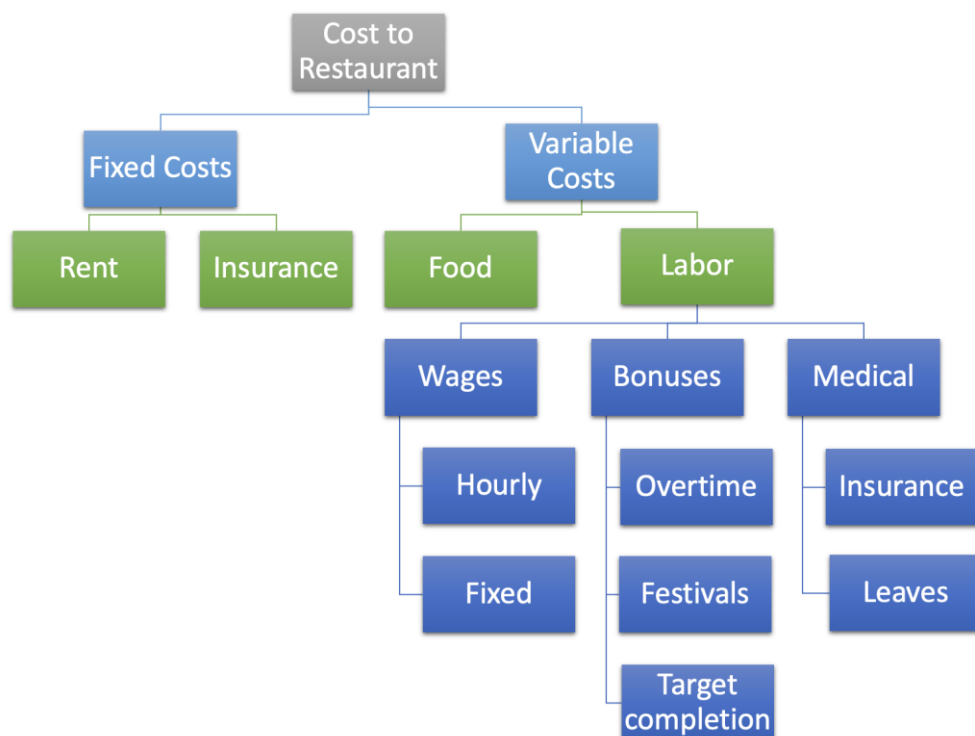 Cost to
Restaurant
Fixed Costs
Variable
Costs
Rent
Insurance
Food
Labor
Wages
Bonuses
Medical
Hourly
Overtime
Insurance
Fixed
Festivals
Leaves
Target
completion